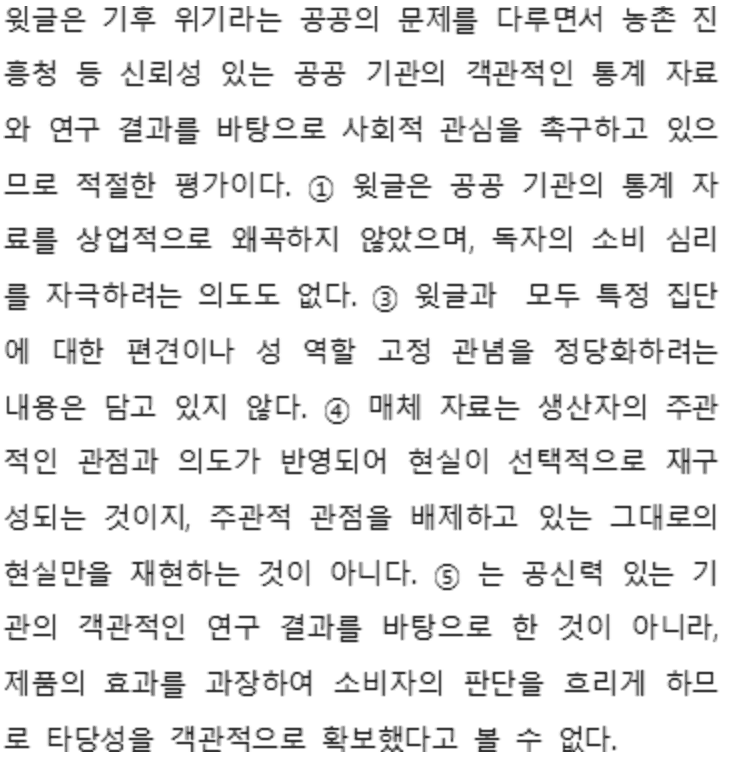 윗글은 기후 위기라는 공공의 문제를 다루면서 농촌 진
흥청 등 신뢰성 있는 공공 기관의 객관적인 통계 자료
와 연구 결과를 바탕으로 사회적 관심을 촉구하고 있으
므로 적절한 평가이다. ① 윗글은 공공 기관의 통계 자
료를 상업적으로 왜곡하지 않았으며, 독자의 소비 심리
를 자극하려는 의도도 없다. ③ 윗글과  모두 특정 집단
에 대한 편견이나 성 역할 고정 관념을 정당화하려는
내용은 담고 있지 않다. ④ 매체 자료는 생산자의 주관
적인 관점과 의도가 반영되어 현실이 선택적으로 재구
성되는 것이지, 주관적 관점을 배제하고 있는 그대로의
현실만을 재현하는 것이 아니다. ⑤ 는 공신력 있는 기
관의 객관적인 연구 결과를 바탕으로 한 것이 아니라,
제품의 효과를 과장하여 소비자의 판단을 흐리게 하므
로 타당성을 객관적으로 확보했다고 볼 수 없다.